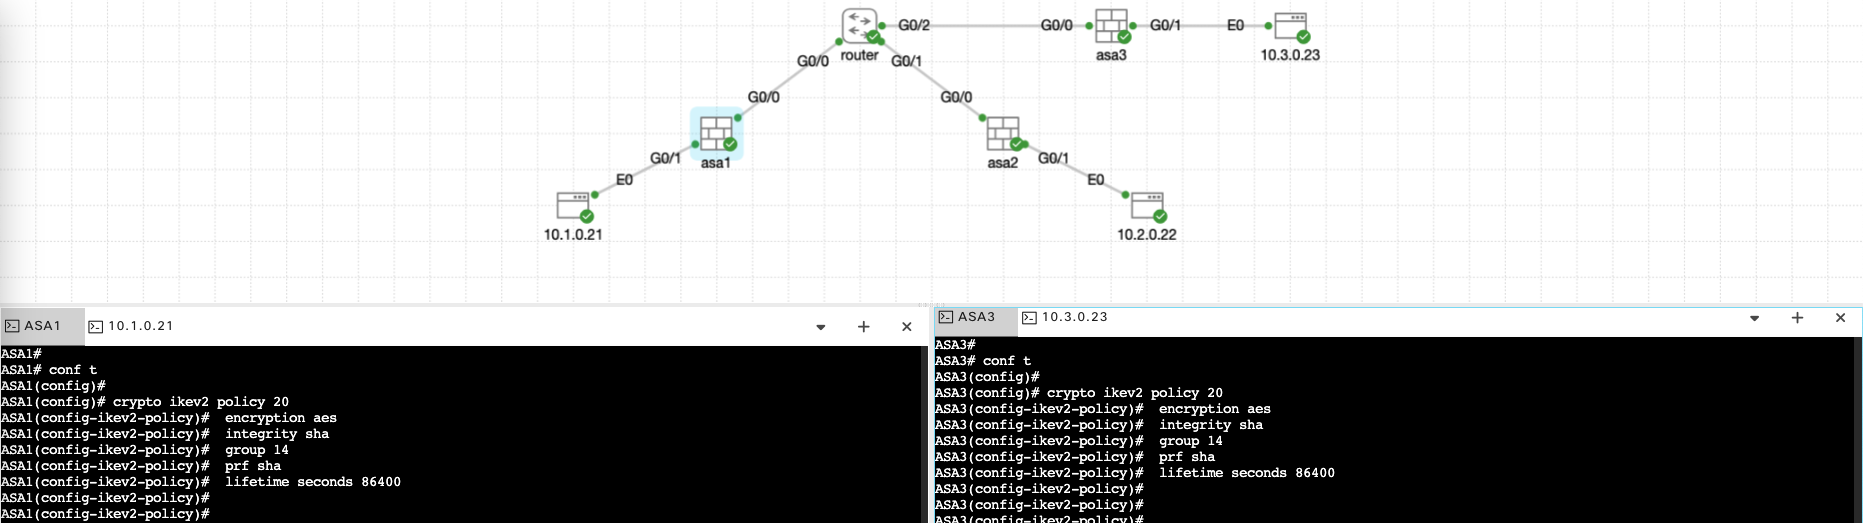 G0/2 G0/0 G0/1 E0
router asa3 10.3.0.23
G0/0 G0/1
G0/0 G0/0
G0/1 asa1 asa2 G0/1
E0 E0
10.1.0.21 10.2.0.22
ASA1 10.1.0.21
ASA1#
ASA1# conf t
ASA1(config)#
ASA1(config)# crypto ikev2 policy 20
ASA1(config-ikev2-policy)#  encryption aes
ASA1(config-ikev2-policy)#  integrity sha
ASA1(config-ikev2-policy)#  group 14
ASA1(config-ikev2-policy)#  prf sha
ASA1(config-ikev2-policy)#  lifetime seconds 86400
ASA1(config-ikev2-policy)#
ASA1(config-ikev2-policy)#
ASA3 10.3.0.23
ASA3#
ASA3# conf t
ASA3(config)#
ASA3(config)# crypto ikev2 policy 20
ASA3(config-ikev2-policy)#  encryption aes
ASA3(config-ikev2-policy)#  integrity sha
ASA3(config-ikev2-policy)#  group 14
ASA3(config-ikev2-policy)#  prf sha
ASA3(config-ikev2-policy)#  lifetime seconds 86400
ASA3(config-ikev2-policy)#
ASA3(config-ikev2-policy)#
ASA3(config-ikev2-policy)#